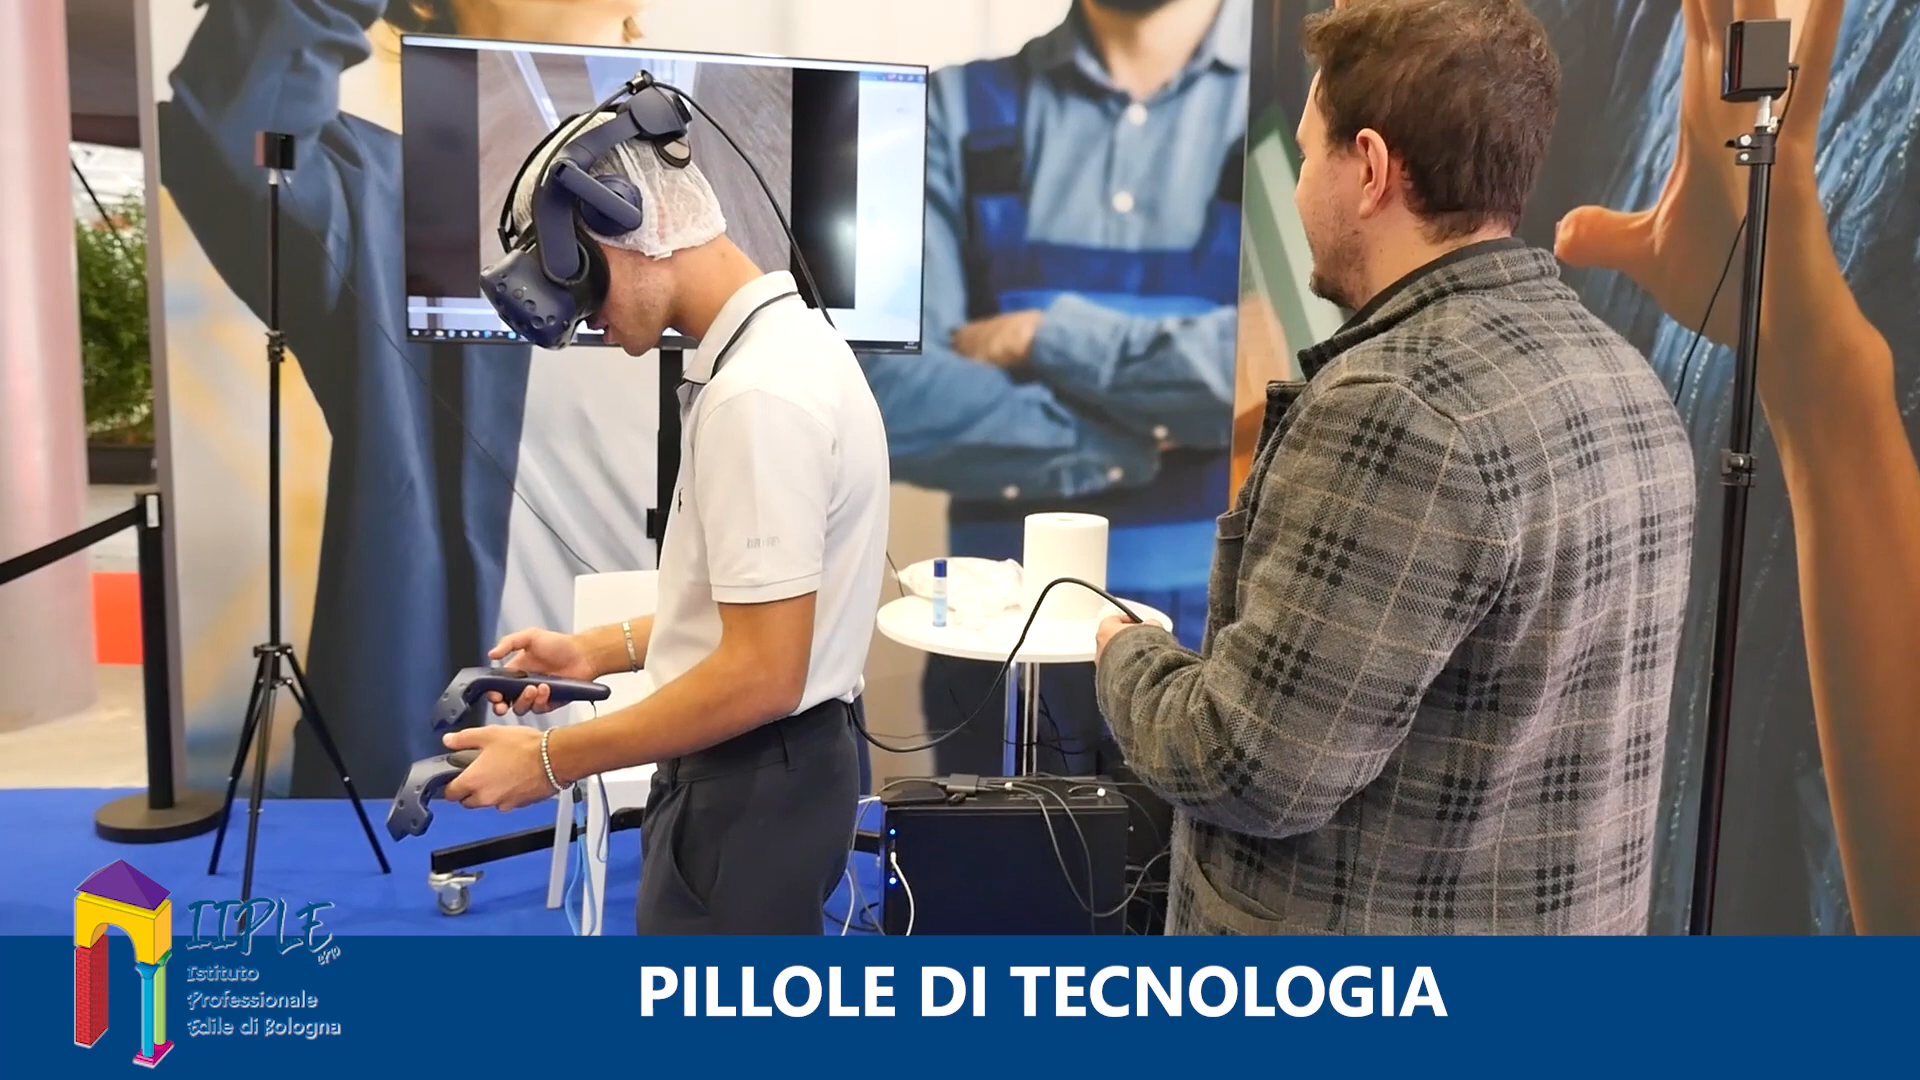 IIPLE
Istituto
Professionale
Edile di Bologna
PILLOLE DI TECNOLOGIA